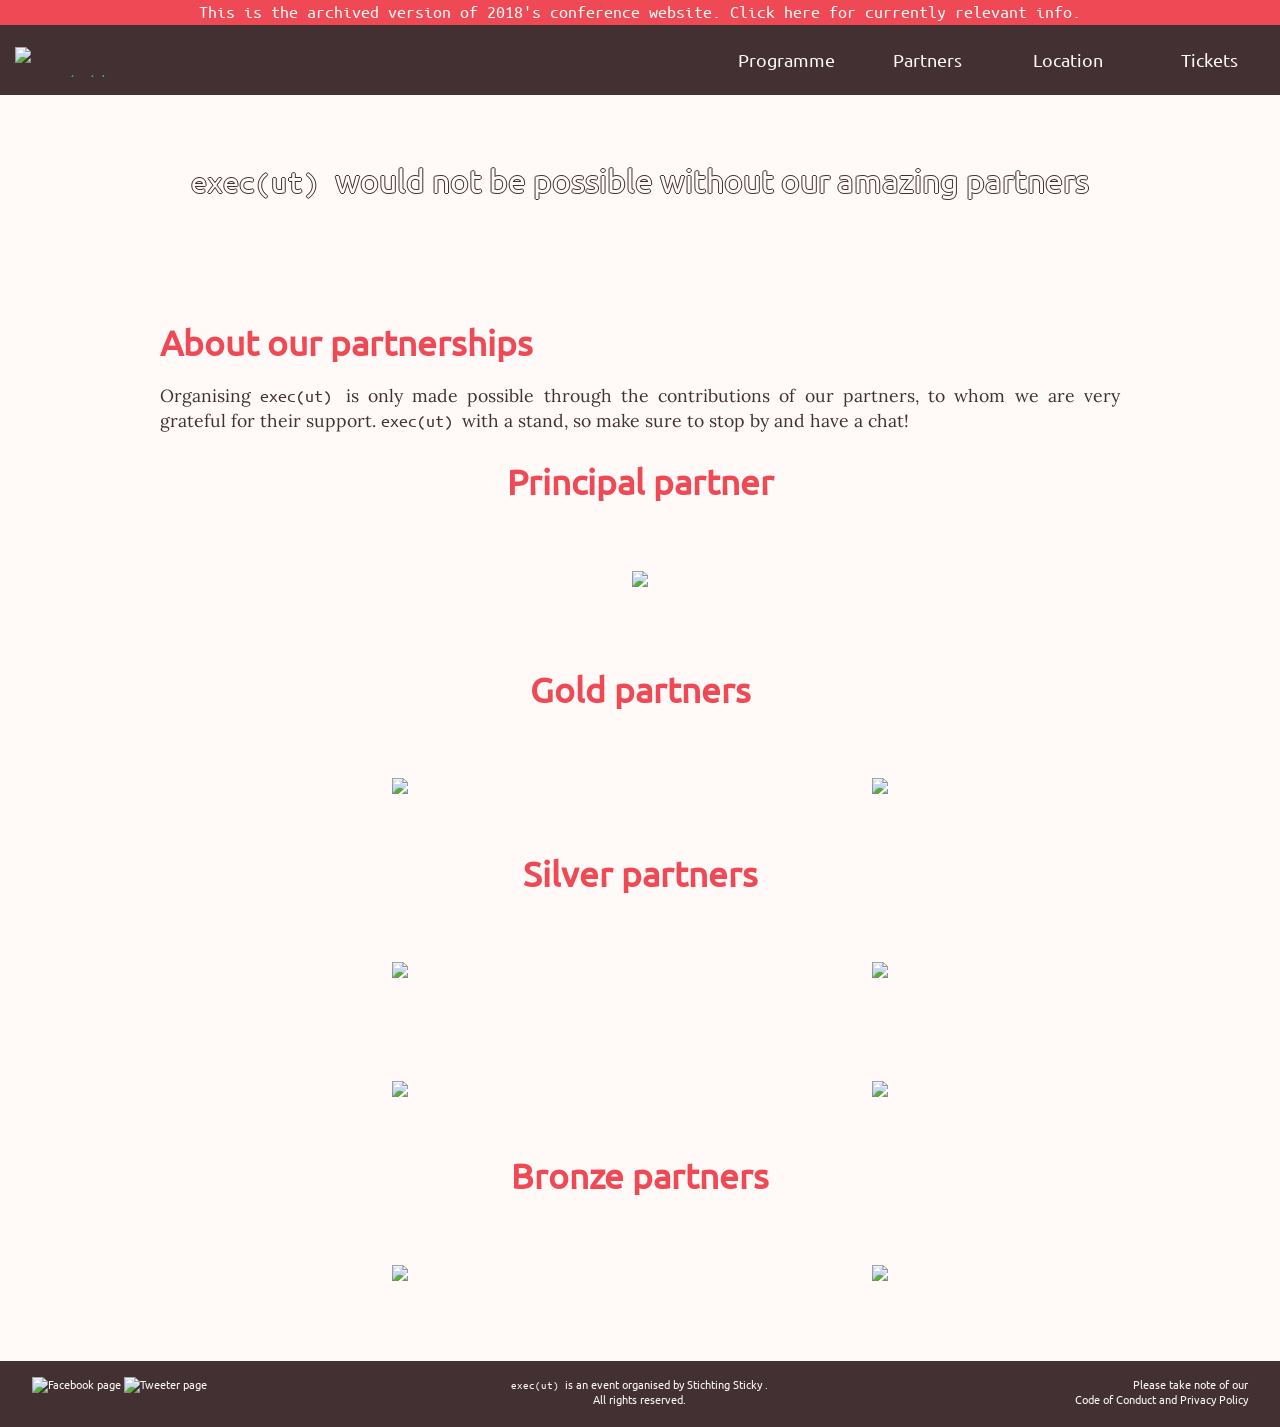 This is the archived version of 2018's conference website. Click here for currently relevant info.
Programme Partners Location Tickets
exec(ut) would not be possible without our amazing partners
About our partnerships
Organising exec(ut) is only made possible through the contributions of our partners, to whom we are very
grateful for their support. exec(ut) with a stand, so make sure to stop by and have a chat!
Principal partner
Gold partners
Silver partners
Bronze partners
Facebook page Tweeter page
exec(ut) is an event organised by Stichting Sticky .
All rights reserved.
Please take note of our
Code of Conduct and Privacy Policy